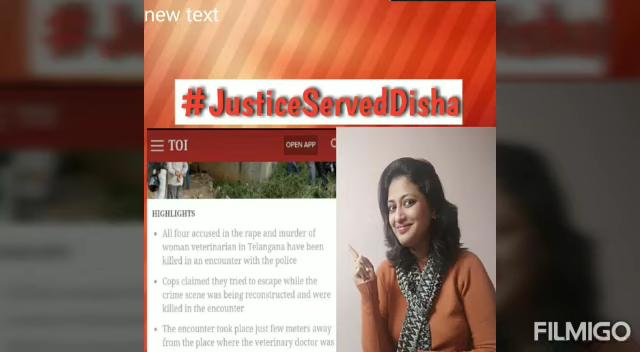 new text
#JusticeServedDisha
TOI
OPEN APP
HIGHLIGHTS
All four accused in the rape and murder of
woman veterinarian in Telangana have been
killed in an encounter with the police
Cops claimed they tried to escape while the
crime scene was being reconstructed and were
killed in the encounter
The encounter took place just few meters away
from the place where the veterinary doctor was
FILMIGO